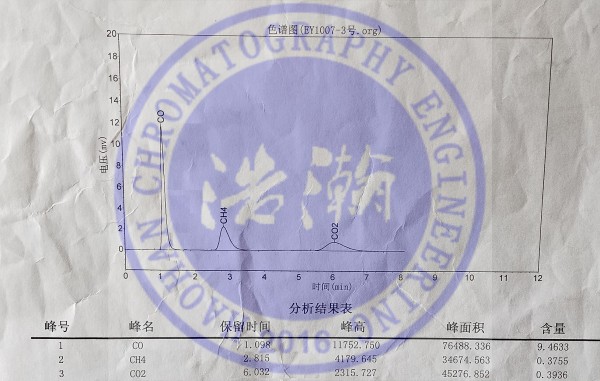 色谱图(EY1007-3号.org)
电压(mv)
20
18
16
14
12
10
8
6
4
2
0
CO
CH4
CO2
0 1 2 3 4 5 6 7 8 9 10 11 12
时间(min)
分析结果表
峰号 峰名 保留时间 峰高 峰面积 含量
1 CO 1.098 11752.750 76488.336 9.4633
2 CH4 2.815 4179.645 34674.563 0.3755
3 CO2 6.032 2315.727 45276.852 0.3936
HAOHAN CHROMATOGRAPHY ENGINEERING
浩瀚
2016